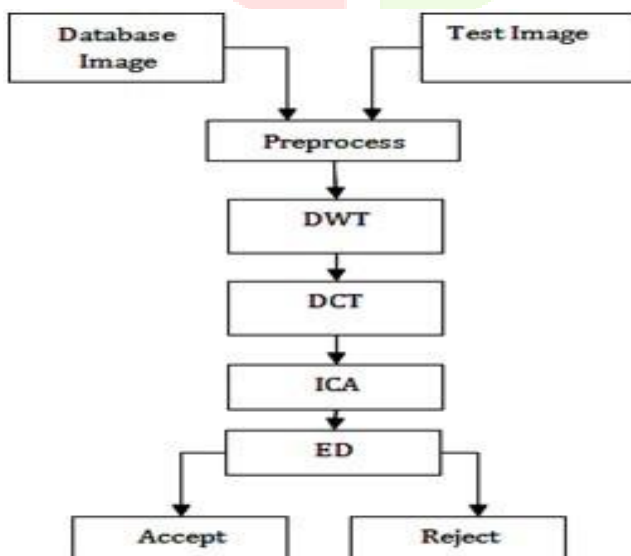 Database
Image
Test Image
Preprocess
DWT
DCT
ICA
ED
Accept
Reject